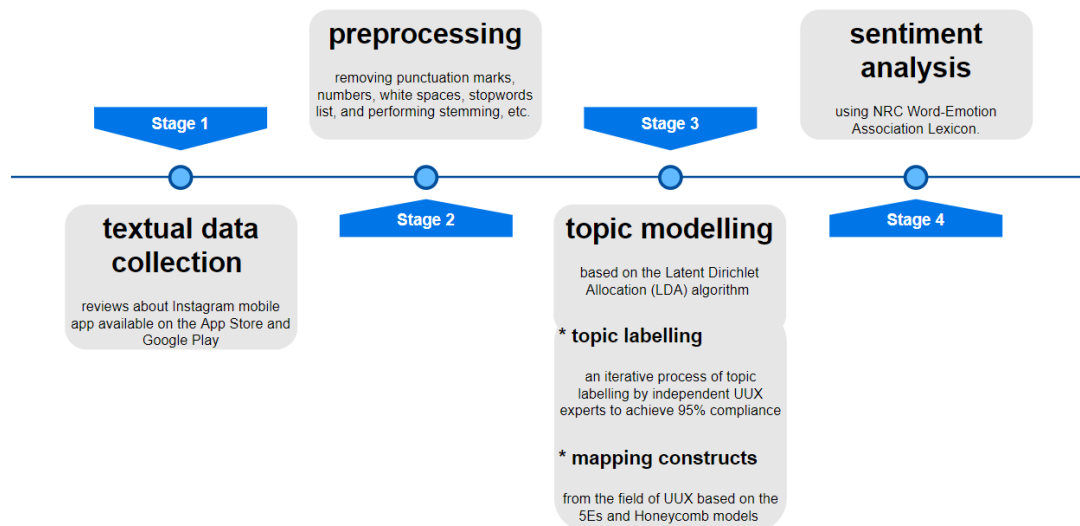 Stage 1
textual data
collection
reviews about Instagram mobile
app available on the App Store and
Google Play
preprocessing
removing punctuation marks,
numbers, white spaces, stopwords
list, and performing stemming, etc.
Stage 2
Stage 3
topic modelling
based on the Latent Dirichlet
Allocation (LDA) algorithm
* topic labelling
an iterative process of topic
labelling by independent UUX
experts to achieve 95% compliance
* mapping constructs
from the field of UUX based on the
5Es and Honeycomb models
sentiment
analysis
using NRC Word-Emotion
Association Lexicon.
Stage 4